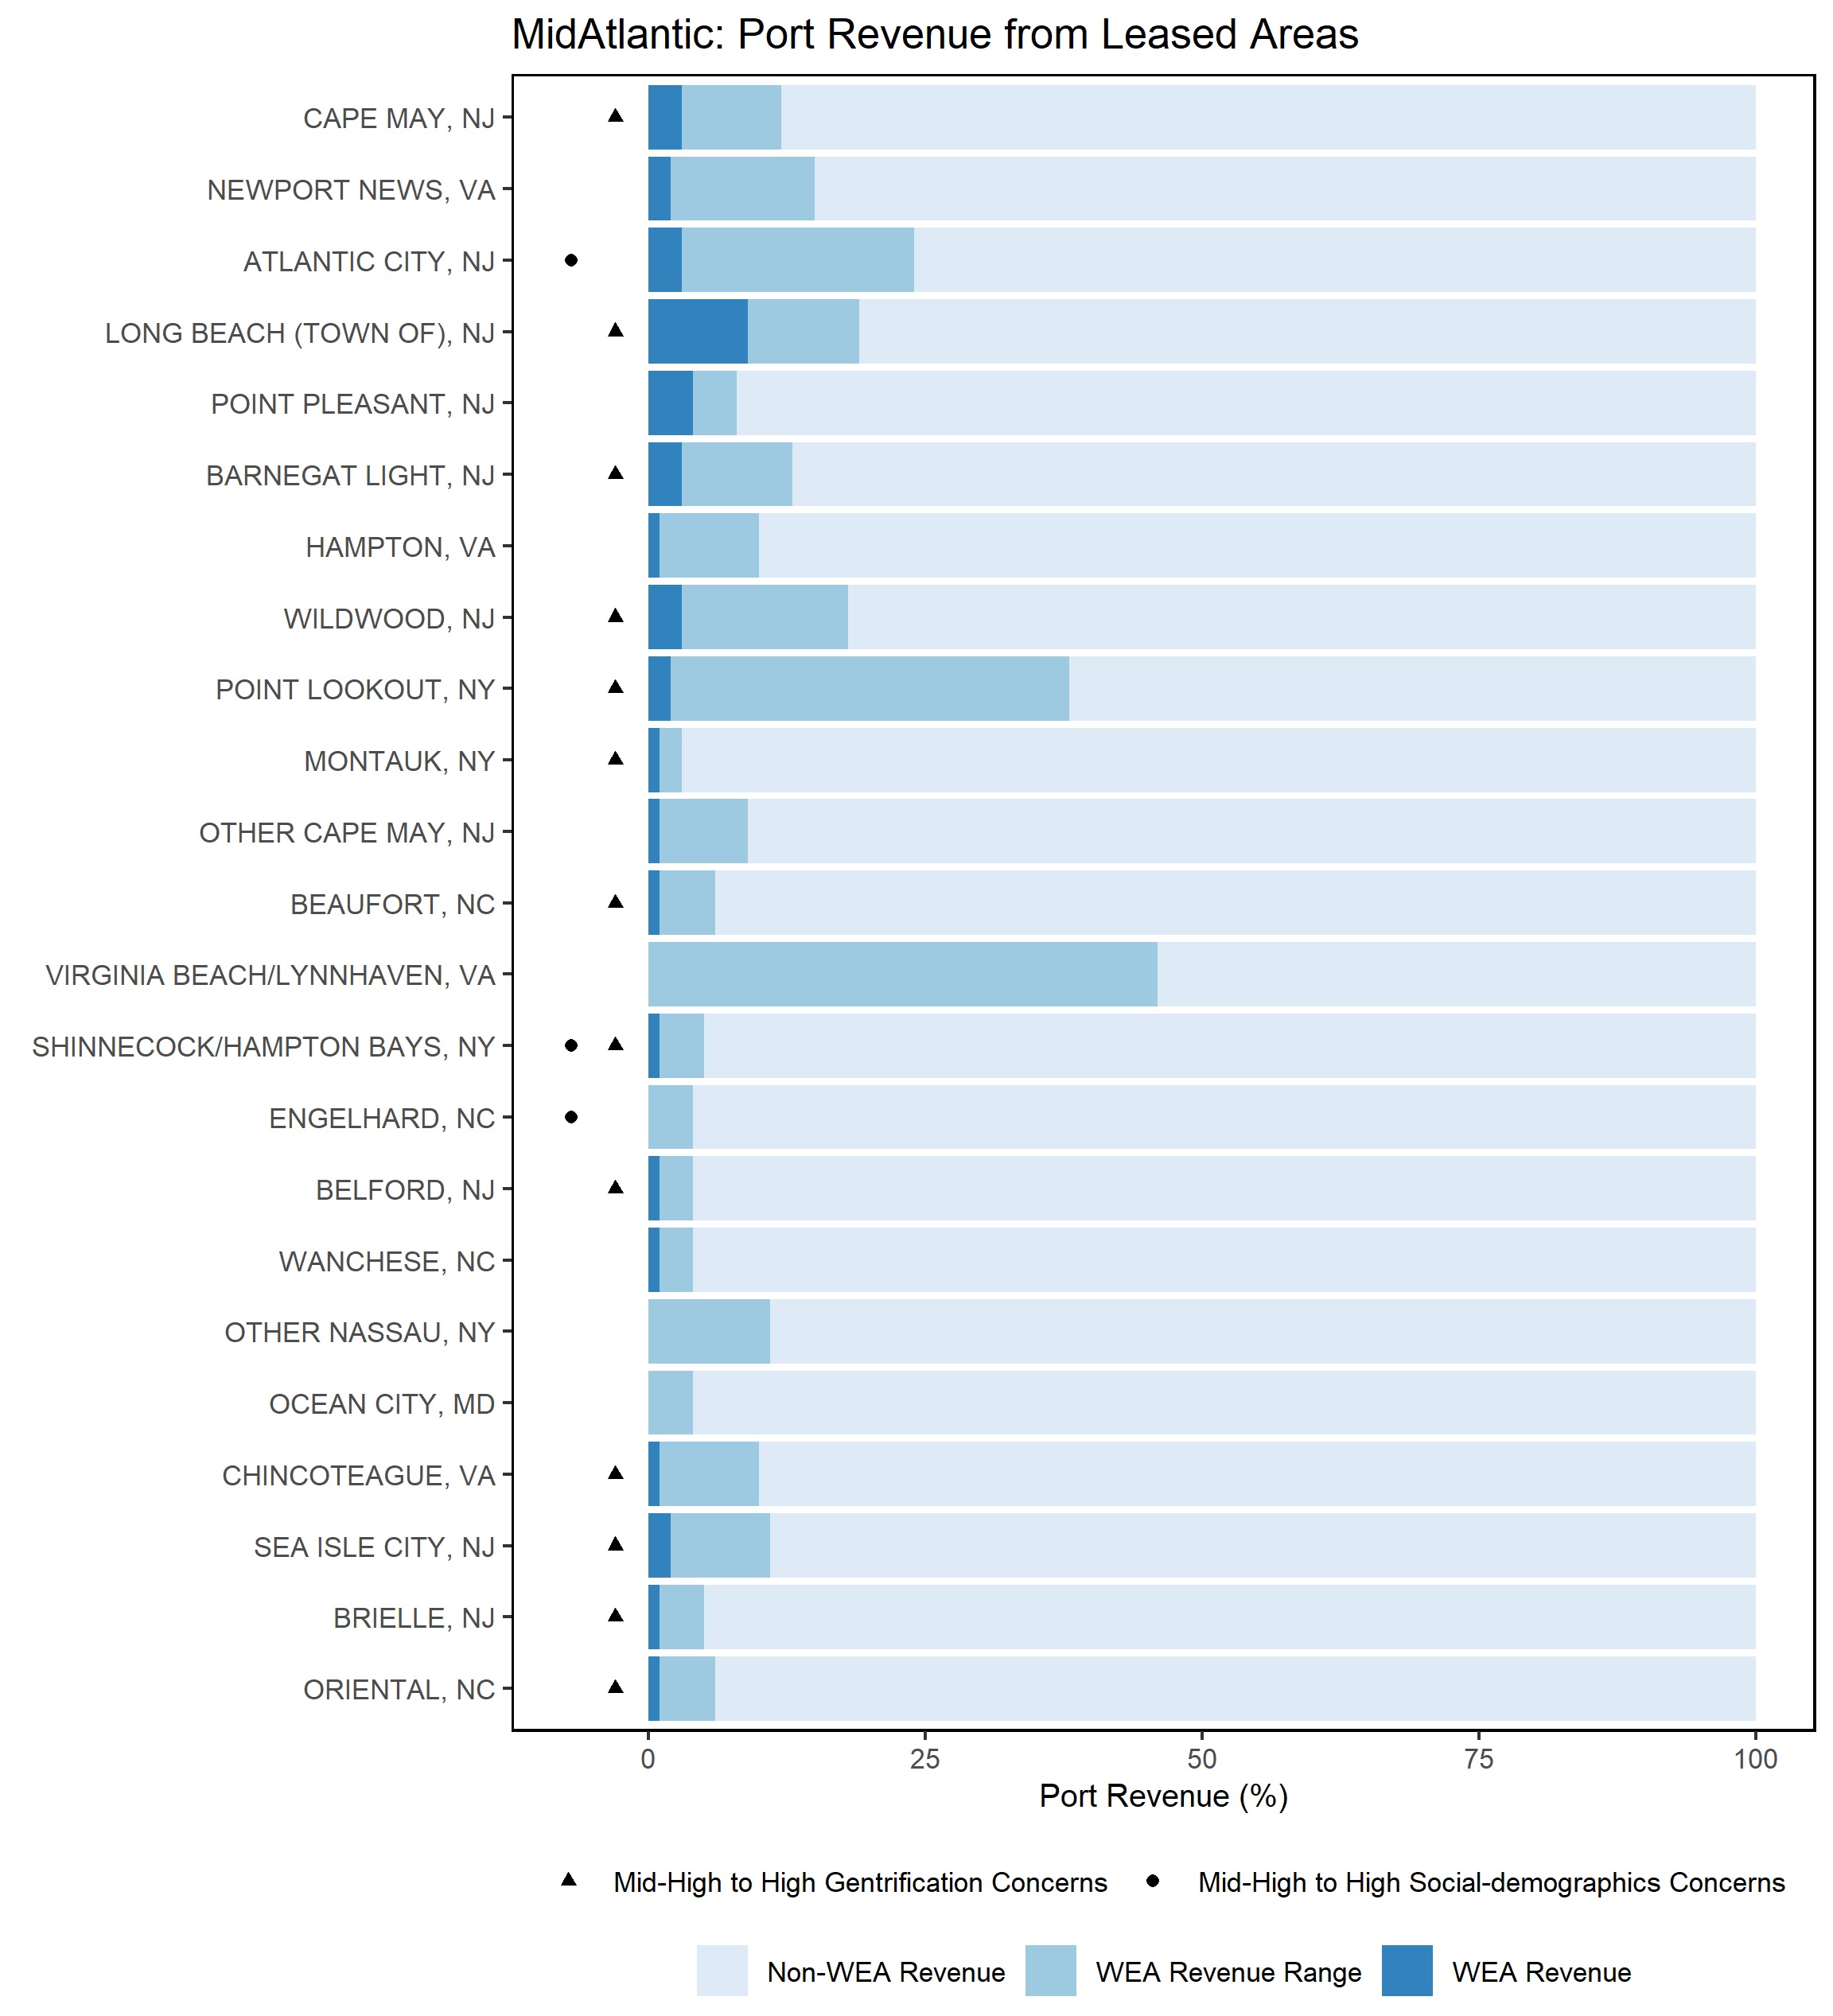 MidAtlantic: Port Revenue from Leased Areas
CAPE MAY, NJ
NEWPORT NEWS, VA
ATLANTIC CITY, NJ
LONG BEACH (TOWN OF), NJ
POINT PLEASANT, NJ
BARNEGAT LIGHT, NJ
HAMPTON, VA
WILDWOOD, NJ
POINT LOOKOUT, NY
MONTAUK, NY
OTHER CAPE MAY, NJ
BEAUFORT, NC
VIRGINIA BEACH/LYNNHAVEN, VA
SHINNECOCK/HAMPTON BAYS, NY
ENGELHARD, NC
BELFORD, NJ
WANCHESE, NC
OTHER NASSAU, NY
OCEAN CITY, MD
CHINCOTEAGUE, VA
SEA ISLE CITY, NJ
BRIELLE, NJ
ORIENTAL, NC
0 25 50 75 100
Port Revenue (%)
Mid-High to High Gentrification Concerns Mid-High to High Social-demographics Concerns
Non-WEA Revenue WEA Revenue Range WEA Revenue